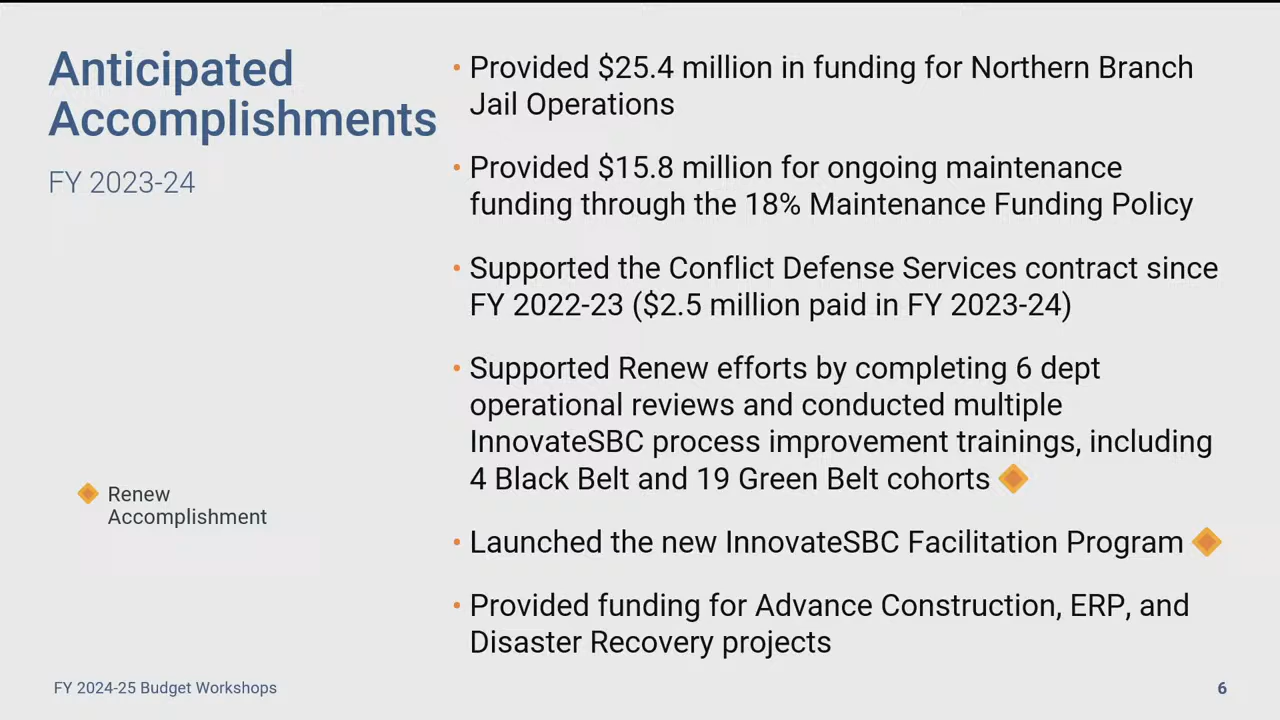 Anticipated
Accomplishments
FY 2023-24
• Provided $25.4 million in funding for Northern Branch
Jail Operations
• Provided $15.8 million for ongoing maintenance
funding through the 18% Maintenance Funding Policy
• Supported the Conflict Defense Services contract since
FY 2022-23 ($2.5 million paid in FY 2023-24)
• Supported Renew efforts by completing 6 dept
operational reviews and conducted multiple
InnovateSBC process improvement trainings, including
4 Black Belt and 19 Green Belt cohorts
• Launched the new InnovateSBC Facilitation Program
• Provided funding for Advance Construction, ERP, and
Disaster Recovery projects
Renew
Accomplishment
FY 2024-25 Budget Workshops
6